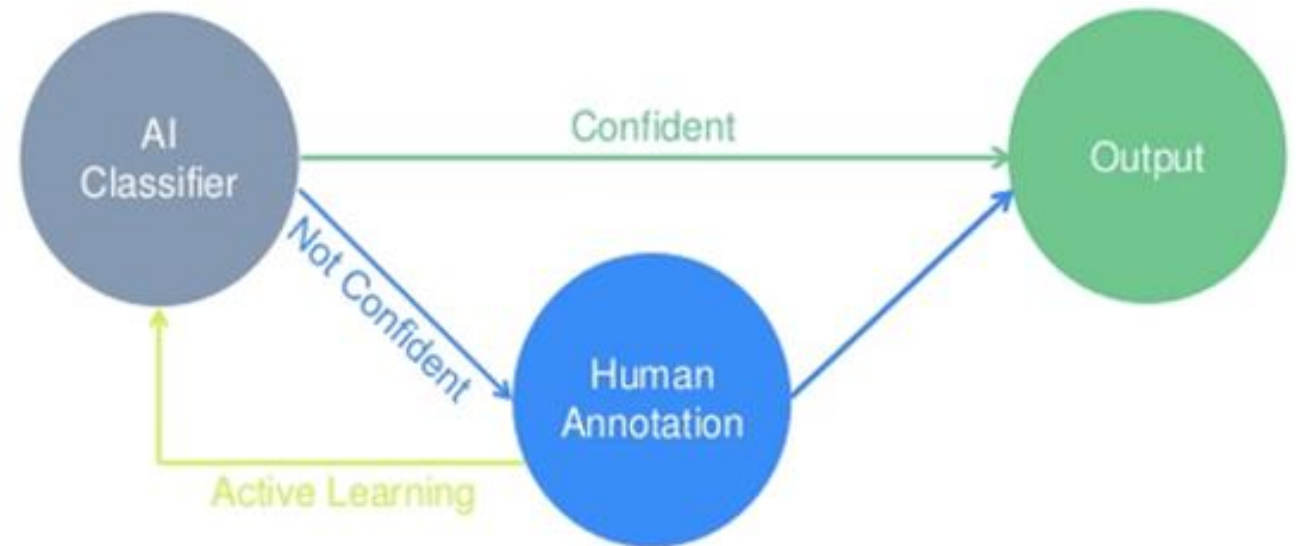 AI
Classifier
Confident
Output
Not Confident
Human
Annotation
Active Learning